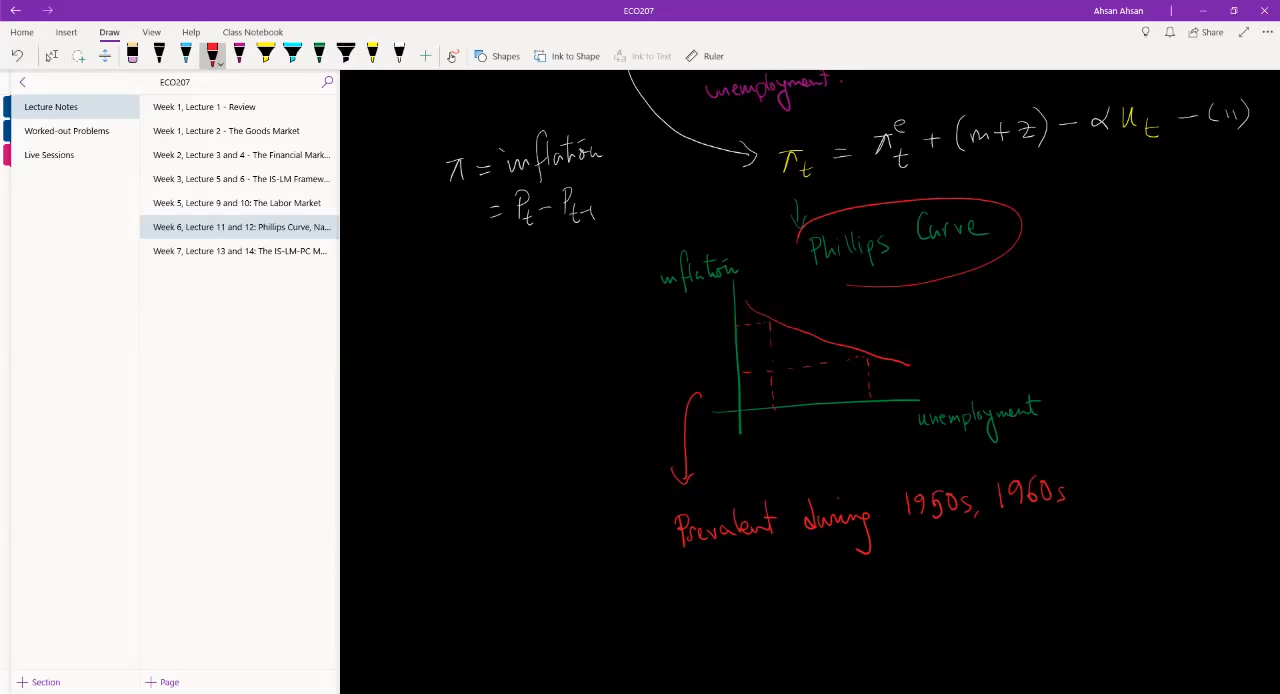 ECO207
Ahsan Ahsan
Home Insert Draw View Help Class Notebook
Share
Shapes Ink to Shape Ink to Text Ruler
ECO207
Lecture Notes
Worked-out Problems
Live Sessions
Week 1, Lecture 1 - Review
Week 1, Lecture 2 - The Goods Market
Week 2, Lecture 3 and 4 - The Financial Mark...
Week 3, Lecture 5 and 6 - The IS-LM Framew...
Week 5, Lecture 9 and 10: The Labor Market
Week 6, Lecture 11 and 12: Phillips Curve, Na...
Week 7, Lecture 13 and 14: The IS-LM-PC M...
unemployment.
π_t = π_t^e + (m+z) - α u_t - (11)
π = inflation
= P_t - P_t-1
Phillips Curve
inflation
unemployment
Prevalent during 1950s, 1960s
+ Section
+ Page